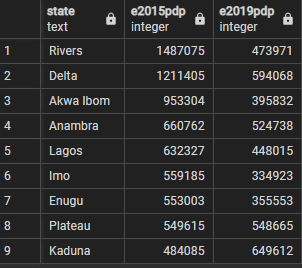 state e2015pdp e2019pdp
text integer integer
1 Rivers 1487075 473971
2 Delta 1211405 594068
3 Akwa Ibom 953304 395832
4 Anambra 660762 524738
5 Lagos 632327 448015
6 Imo 559185 334923
7 Enugu 553003 355553
8 Plateau 549615 548665
9 Kaduna 484085 649612